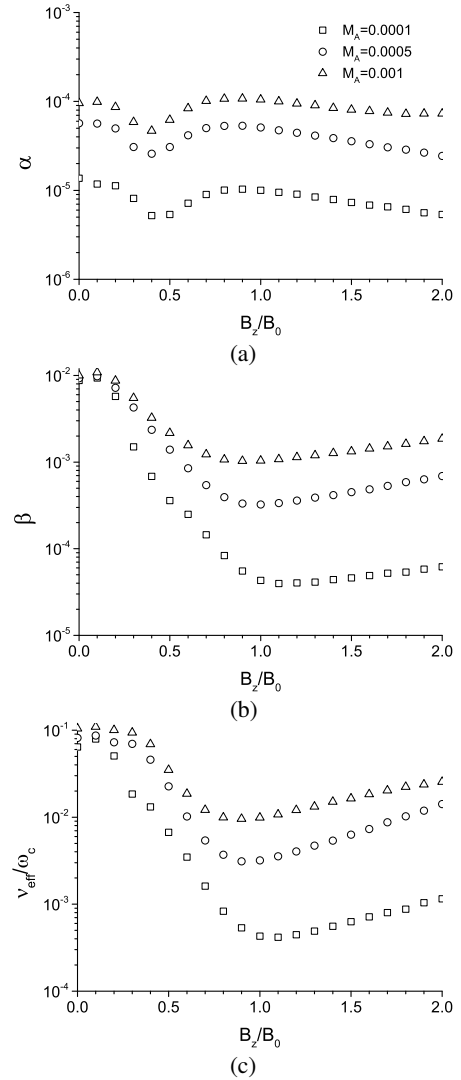 M_A=0.0001
M_A=0.0005
M_A=0.001
10^-4
10^-5
10^-6
α
0.0 0.5 1.0 1.5 2.0
B_z/B_0
(a)
10^-2
10^-3
10^-4
10^-5
β
0.0 0.5 1.0 1.5 2.0
B_z/B_0
(b)
10^-1
10^-2
10^-3
10^-4
ν_eff/ω_c
0.0 0.5 1.0 1.5 2.0
B_z/B_0
(c)